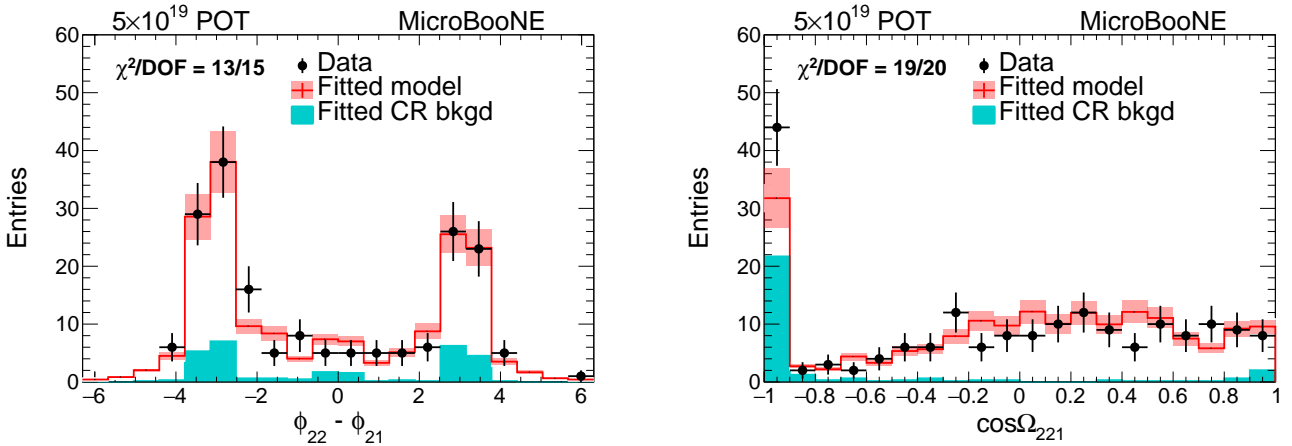 5×10¹⁹ POT MicroBooNE
χ²/DOF = 13/15
Data
Fitted model
Fitted CR bkgd
Entries
60
50
40
30
20
10
0
−6 −4 −2 0 2 4 6
ϕ₂₂ - ϕ₂₁
5×10¹⁹ POT MicroBooNE
χ²/DOF = 19/20
Data
Fitted model
Fitted CR bkgd
Entries
60
50
40
30
20
10
0
−1 −0.8 −0.6 −0.4 −0.2 0 0.2 0.4 0.6 0.8 1
cosΩ₂₂₁